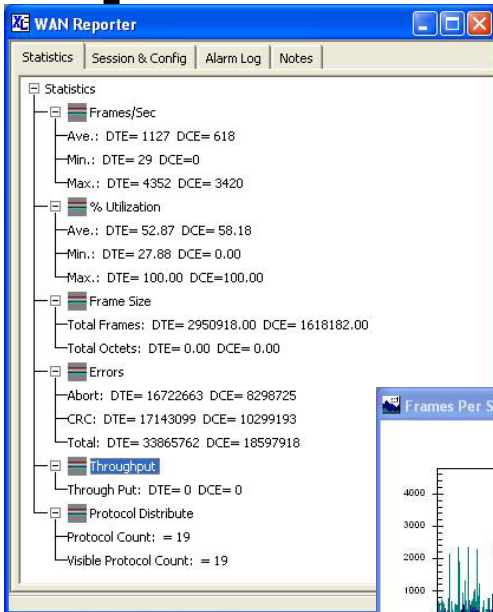 WAN Reporter
Statistics Session & Config Alarm Log Notes
Statistics
Frames/Sec
Ave.: DTE= 1127 DCE= 618
Min.: DTE= 29 DCE=0
Max.: DTE= 4352 DCE= 3420
% Utilization
Ave.: DTE= 52.87 DCE= 58.18
Min.: DTE= 27.88 DCE= 0.00
Max.: DTE= 100.00 DCE=100.00
Frame Size
Total Frames: DTE= 2950918.00 DCE= 1618182.00
Total Octets: DTE= 0.00 DCE= 0.00
Errors
Abort: DTE= 16722663 DCE= 8298725
CRC: DTE= 17143099 DCE= 10299193
Total: DTE= 33865762 DCE= 18597918
Throughput
Through Put: DTE= 0 DCE= 0
Protocol Distribute
Protocol Count: = 19
Visible Protocol Count: = 19
Frames Per S
4000
3000
2000
1000